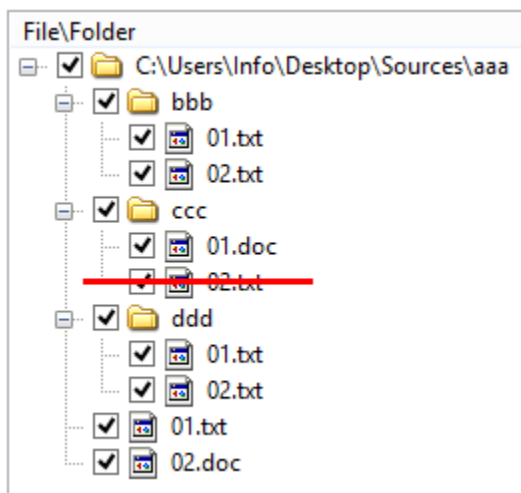 File\Folder
C:\Users\Info\Desktop\Sources\aaa
bbb
01.txt
02.txt
ccc
01.doc
02.txt
ddd
01.txt
02.txt
01.txt
02.doc